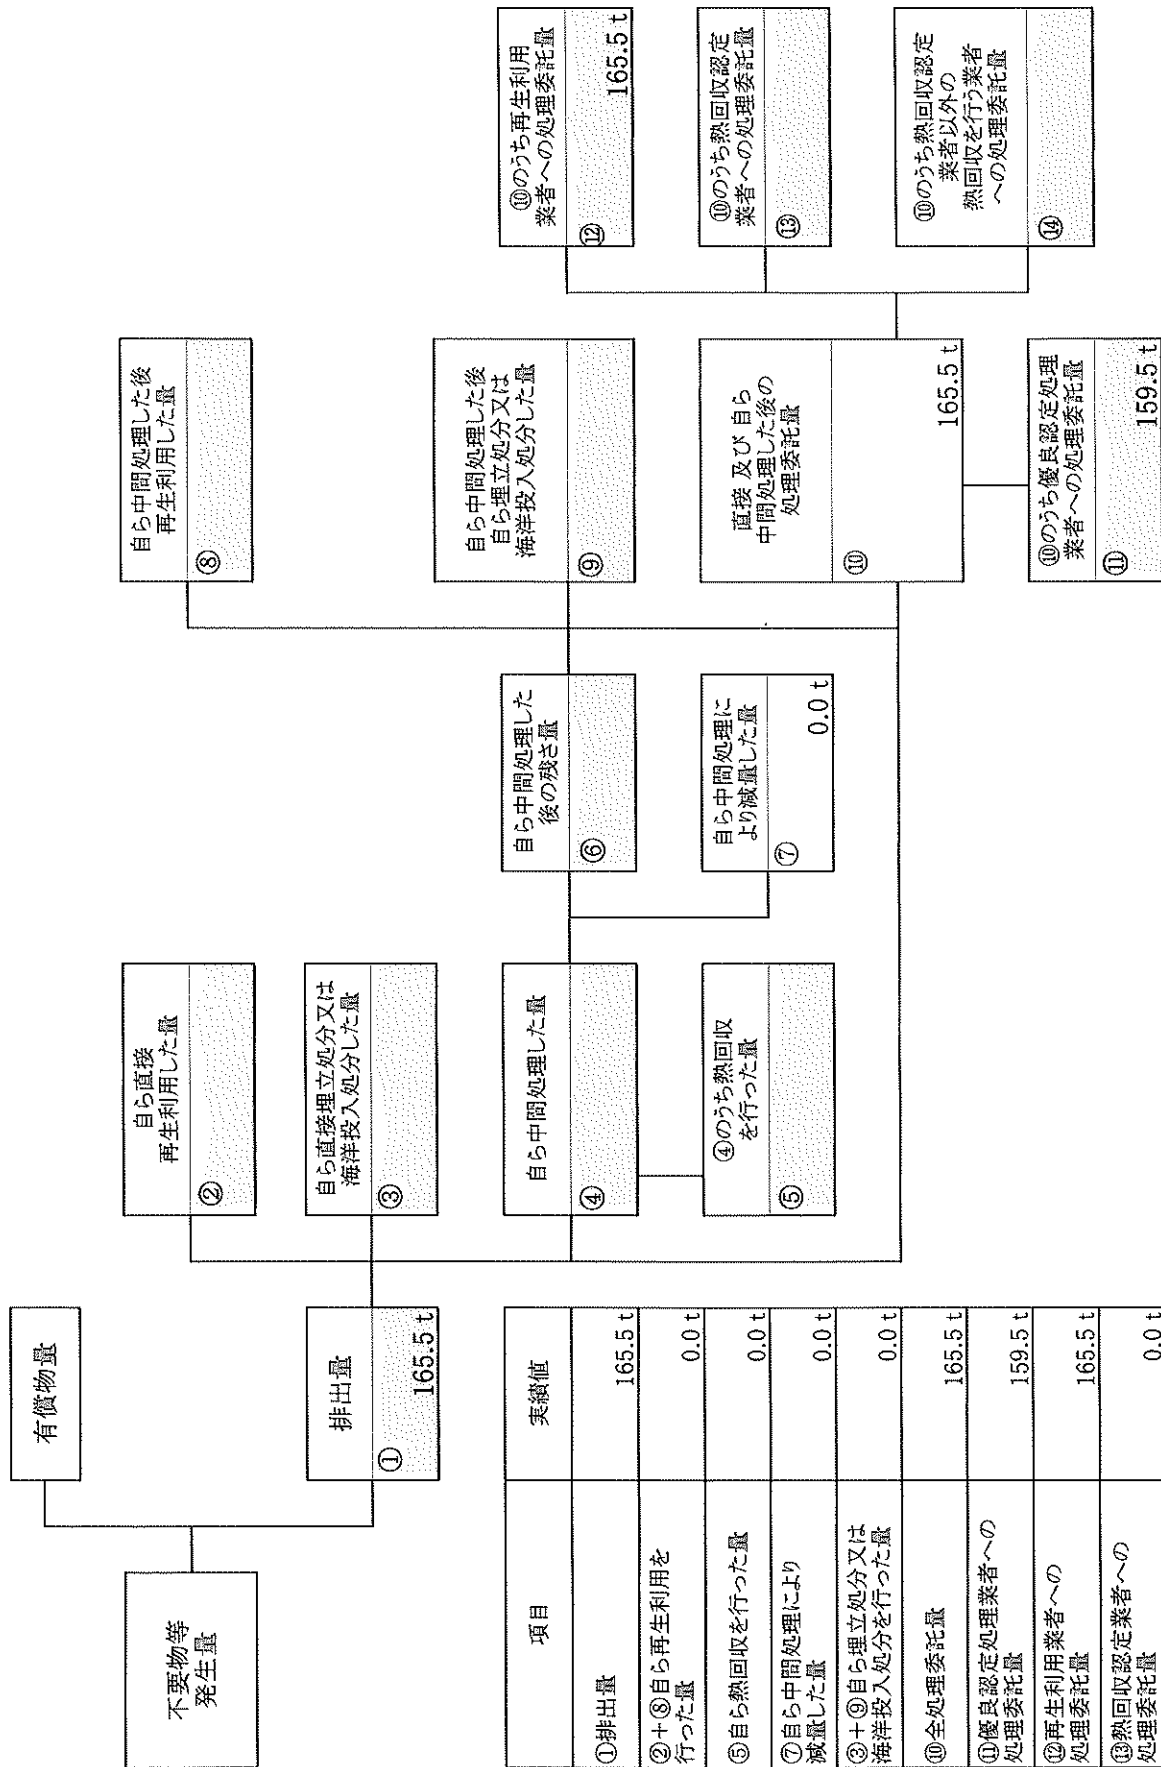 不要物等
発生量
有償物量
排出量
①
165.5 t
自ら直接
再生利用した量
②
自ら直接埋立処分又は
海洋投入処分した量
③
自ら中間処理した量
④
④のうち熱回収
を行った量
⑤
自ら中間処理した
後の残さ量
⑥
自ら中間処理に
より減量した量
⑦
0.0 t
自ら中間処理した後
再生利用した量
⑧
自ら中間処理した後
自ら埋立処分又は
海洋投入処分した量
⑨
直接 及び 自ら
中間処理した後の
処理委託量
⑩
165.5 t
⑩のうち優良認定処理
業者への処理委託量
⑪
159.5 t
⑩のうち再生利用
業者への処理委託量
⑫
165.5 t
⑩のうち熱回収認定
業者への処理委託量
⑬
⑩のうち熱回収認定
業者以外の
熱回収を行う業者
への処理委託量
⑭
項目 実績値
①排出量 165.5 t
②+⑧自ら再生利用を
行った量 0.0 t
⑤自ら熱回収を行った量 0.0 t
⑦自ら中間処理により
減量した量 0.0 t
③+⑨自ら埋立処分又は
海洋投入処分を行った量 0.0 t
⑩全処理委託量 165.5 t
⑪優良認定処理業者への
処理委託量 159.5 t
⑫再生利用業者への
処理委託量 165.5 t
⑬熱回収認定業者への
処理委託量 0.0 t